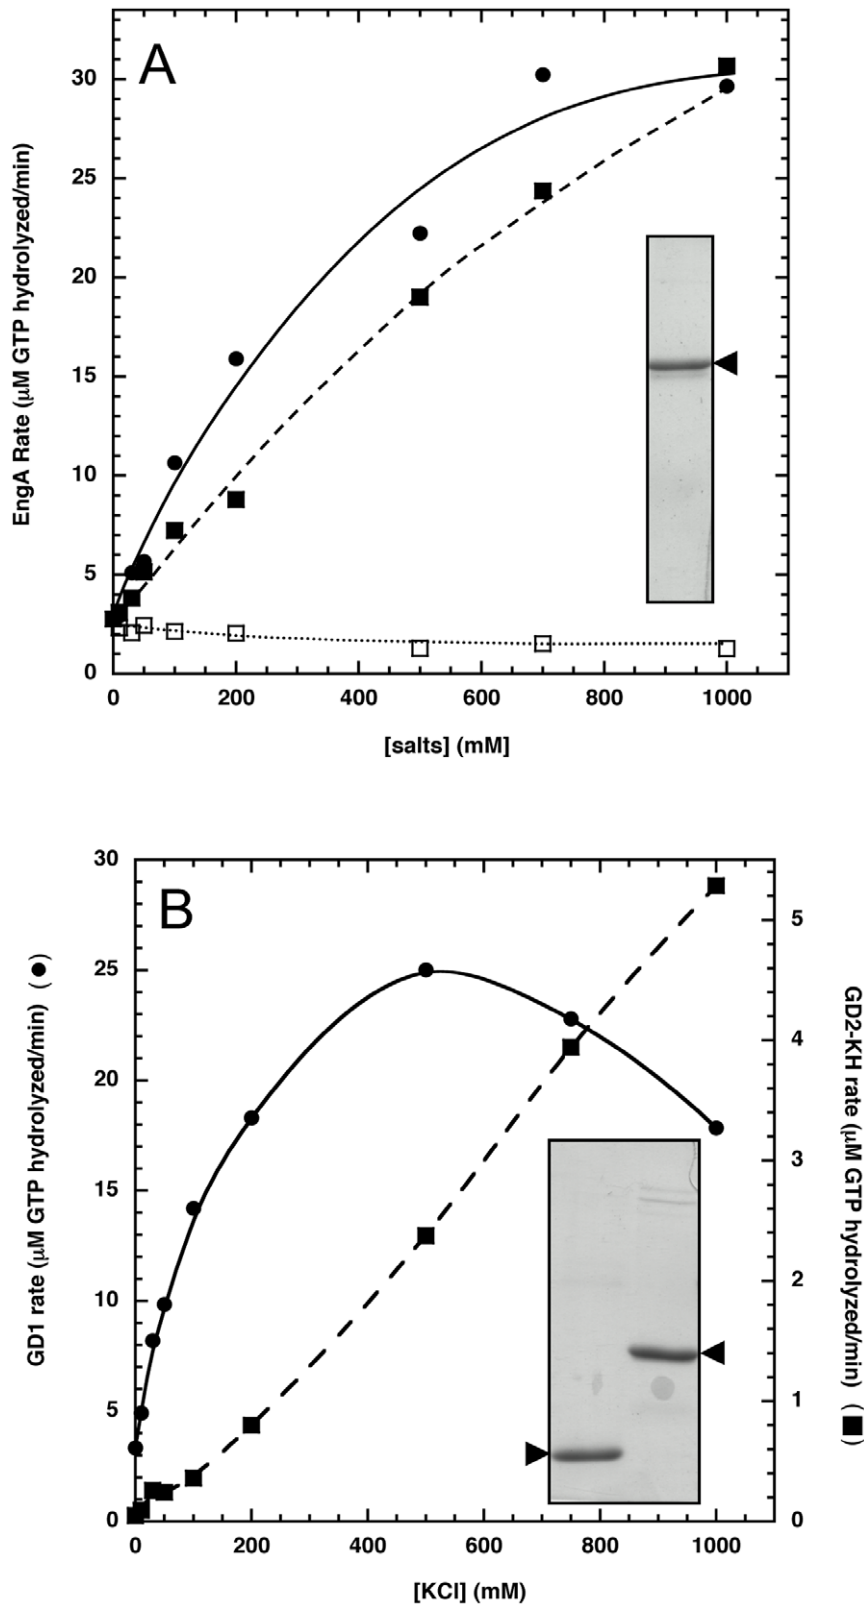 A
EngA Rate (μM GTP hydrolyzed/min)
30
25
20
15
10
5
0
0 200 400 600 800 1000
[salts] (mM)
B
GD1 rate (μM GTP hydrolyzed/min) (●)
30
25
20
15
10
5
0
GD2-KH rate (μM GTP hydrolyzed/min) (■)
5
4
3
2
1
0
0 200 400 600 800 1000
[KCl] (mM)